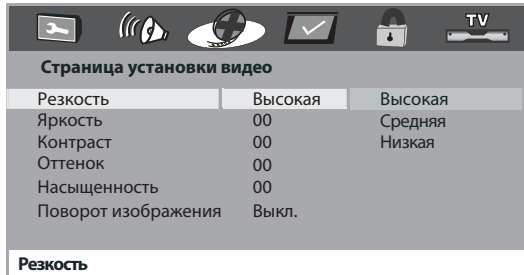 TV
Страница установки видео
Резкость Высокая Высокая
Яркость 00 Средняя
Контраст 00 Низкая
Оттенок 00
Насыщенность 00
Поворот изображения Выкл.
Резкость